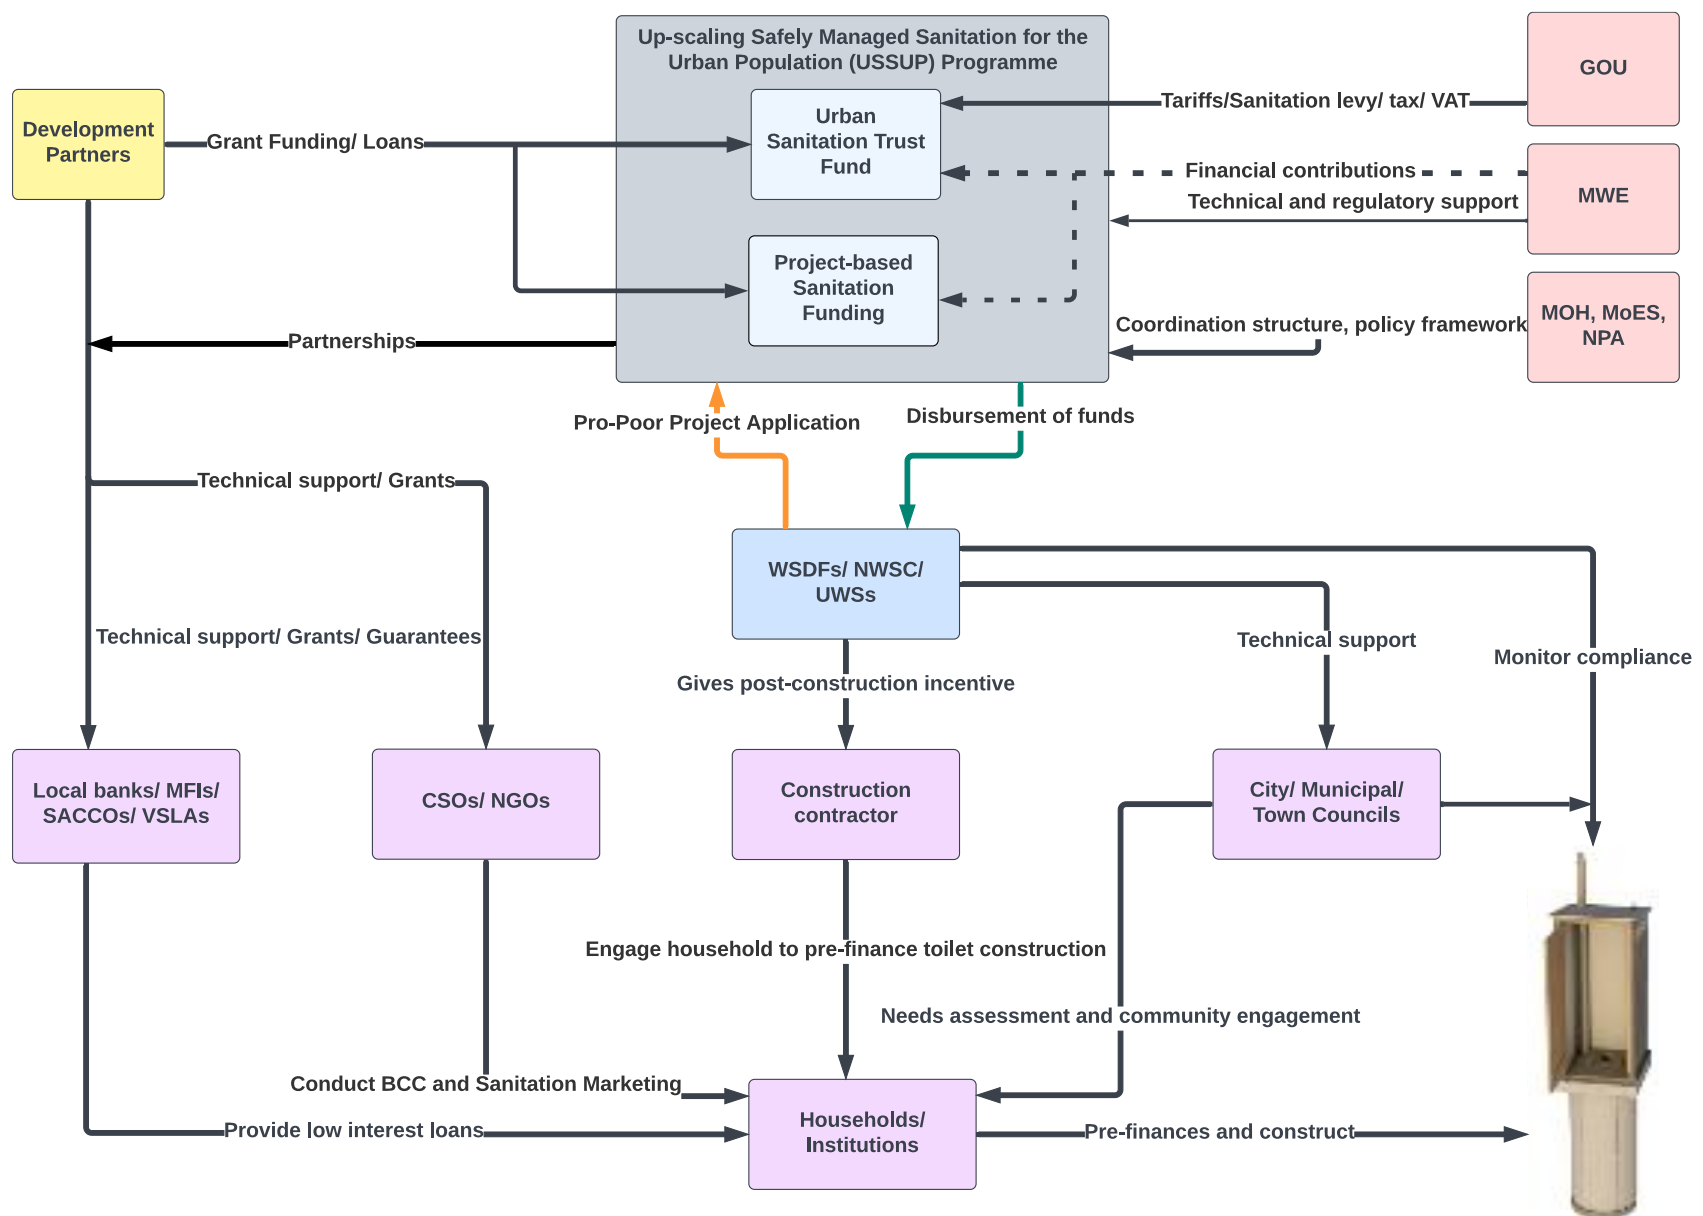 Up-scaling Safely Managed Sanitation for the
Urban Population (USSUP) Programme
GOU
Development
Partners
Grant Funding/ Loans
Urban
Sanitation Trust
Fund
Tariffs/Sanitation levy/ tax/ VAT
Financial contributions
MWE
Technical and regulatory support
Project-based
Sanitation
Funding
MOH, MoES,
NPA
Coordination structure, policy framework
Partnerships
Pro-Poor Project Application
Disbursement of funds
Technical support/ Grants
WSDFs/ NWSC/
UWSs
Technical support/ Grants/ Guarantees
Technical support
Monitor compliance
Gives post-construction incentive
Local banks/ MFIs/
SACCOs/ VSLAs
CSOs/ NGOs
Construction
contractor
City/ Municipal/
Town Councils
Engage household to pre-finance toilet construction
Needs assessment and community engagement
Conduct BCC and Sanitation Marketing
Provide low interest loans
Households/
Institutions
Pre-finances and construct